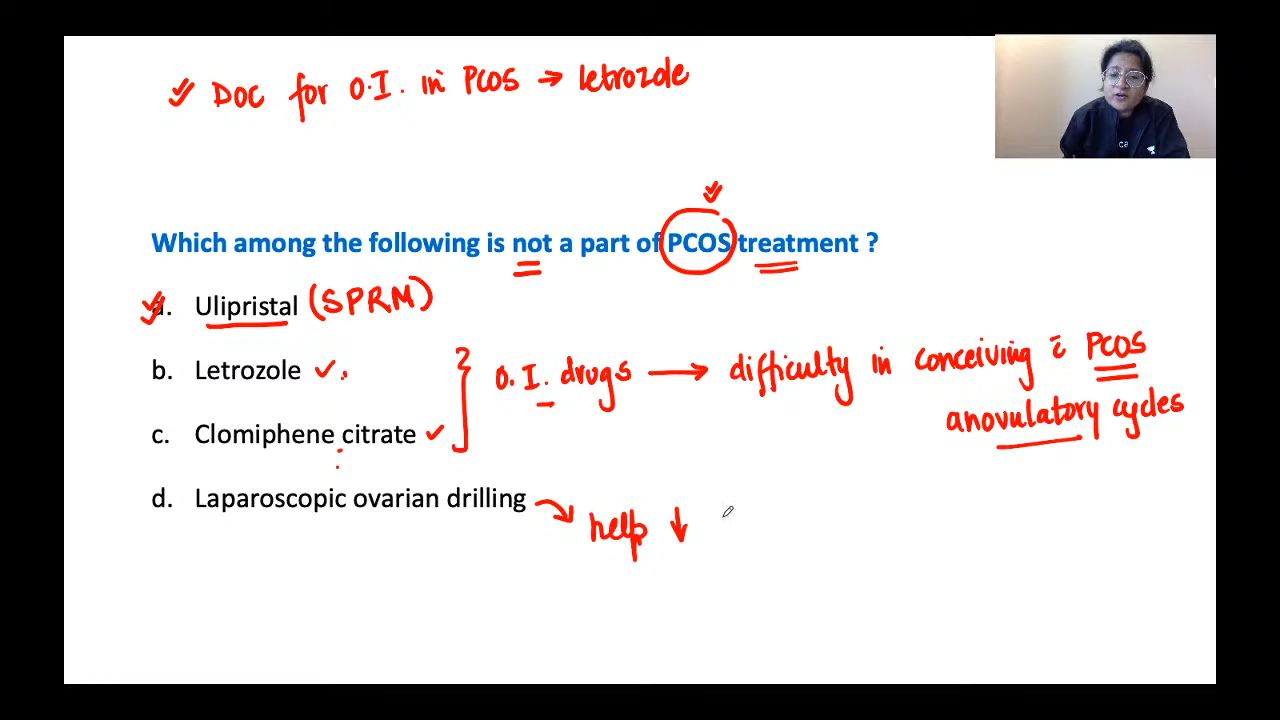 DOC for O.I. in PCOS → letrozole
Which among the following is not a part of PCOS treatment ?
a. Ulipristal (SPRM)
b. Letrozole
c. Clomiphene citrate
O.I. drugs → difficulty in conceiving c̄ PCOS
anovulatory cycles
d. Laparoscopic ovarian drilling
help ↓